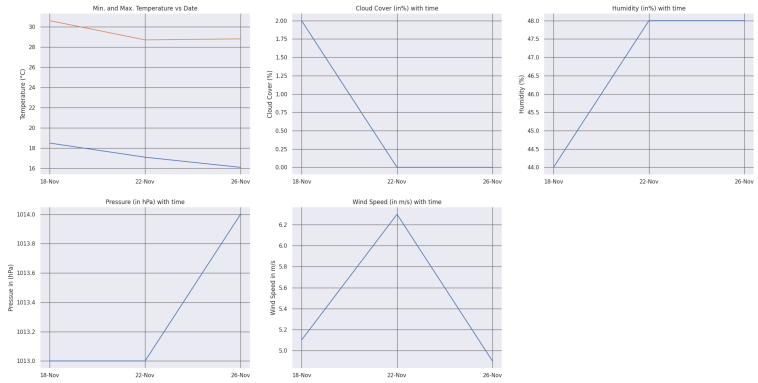 Min. and Max. Temperature vs Date
Temperature (°C)
30
28
26
24
22
20
18
16
18-Nov
22-Nov
26-Nov
Cloud Cover (in%) with time
Cloud Cover (%)
2.00
1.75
1.50
1.25
1.00
0.75
0.50
0.25
0.00
18-Nov
22-Nov
26-Nov
Humidity (in%) with time
Humidity (%)
48.0
47.5
47.0
46.5
46.0
45.5
45.0
44.5
44.0
18-Nov
22-Nov
26-Nov
Pressure (in hPa) with time
Pressue in (hPa)
1014.0
1013.8
1013.6
1013.4
1013.2
1013.0
18-Nov
22-Nov
26-Nov
Wind Speed (in m/s) with time
Wind Speed in m/s
6.2
6.0
5.8
5.6
5.4
5.2
5.0
18-Nov
22-Nov
26-Nov